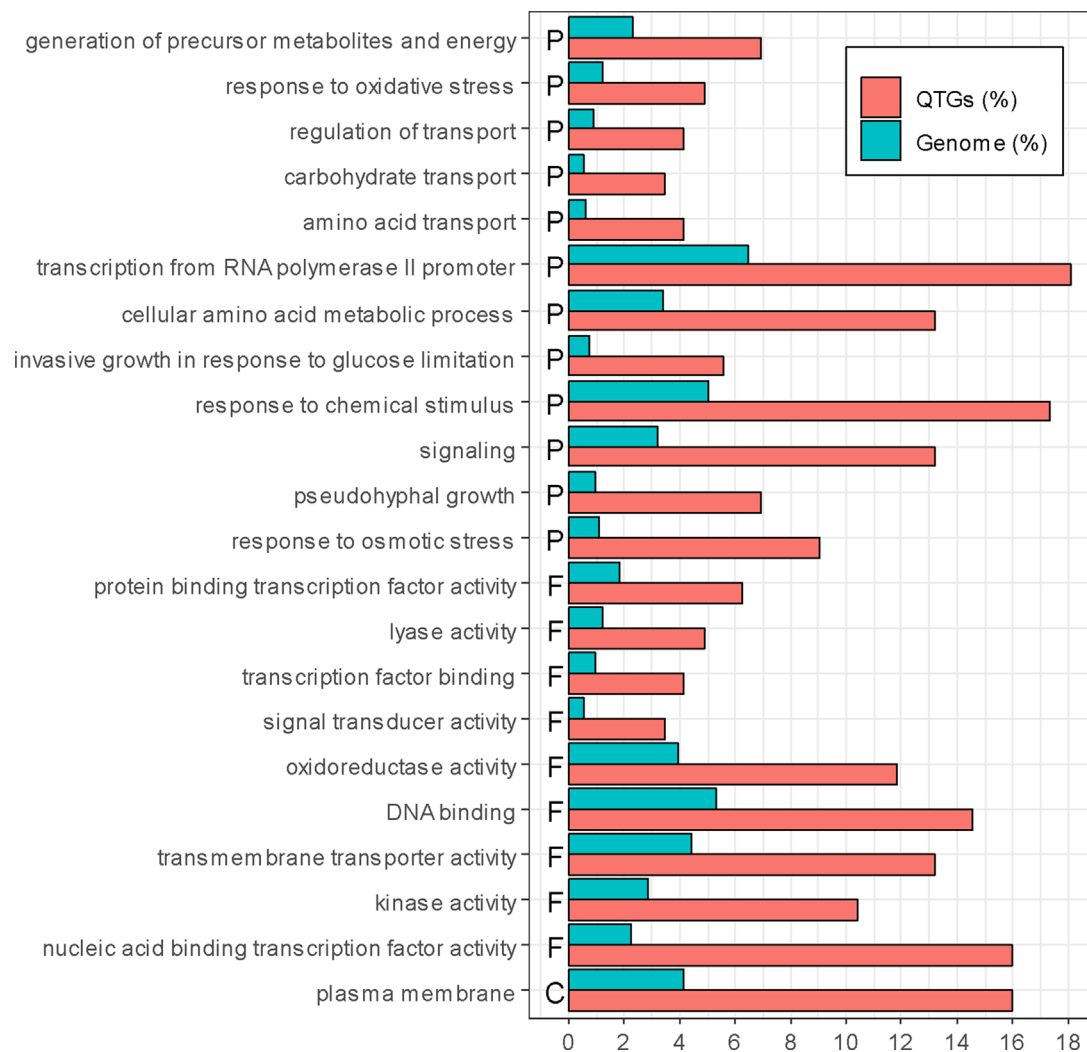 generation of precursor metabolites and energy P
response to oxidative stress P
QTGs (%)
regulation of transport P
Genome (%)
carbohydrate transport P
amino acid transport P
transcription from RNA polymerase II promoter P
cellular amino acid metabolic process P
invasive growth in response to glucose limitation P
response to chemical stimulus P
signaling P
pseudohyphal growth P
response to osmotic stress P
protein binding transcription factor activity F
lyase activity F
transcription factor binding F
signal transducer activity F
oxidoreductase activity F
DNA binding F
transmembrane transporter activity F
kinase activity F
nucleic acid binding transcription factor activity F
plasma membrane C
0 2 4 6 8 10 12 14 16 18